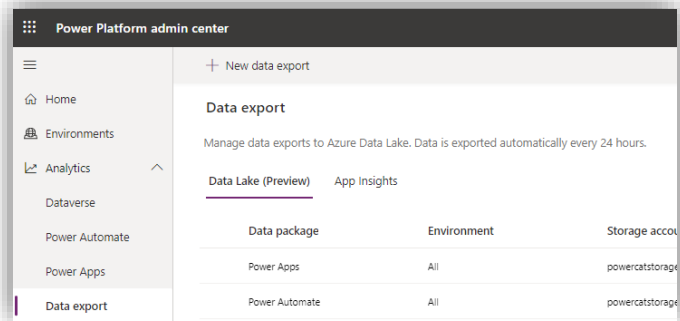 Power Platform admin center
New data export
Home
Data export
Environments
Manage data exports to Azure Data Lake. Data is exported automatically every 24 hours.
Analytics
Data Lake (Preview) App Insights
Dataverse
Data package Environment Storage accou
Power Automate
Power Apps
Power Apps All powercatstorage
Data export
Power Automate All powercatstorage